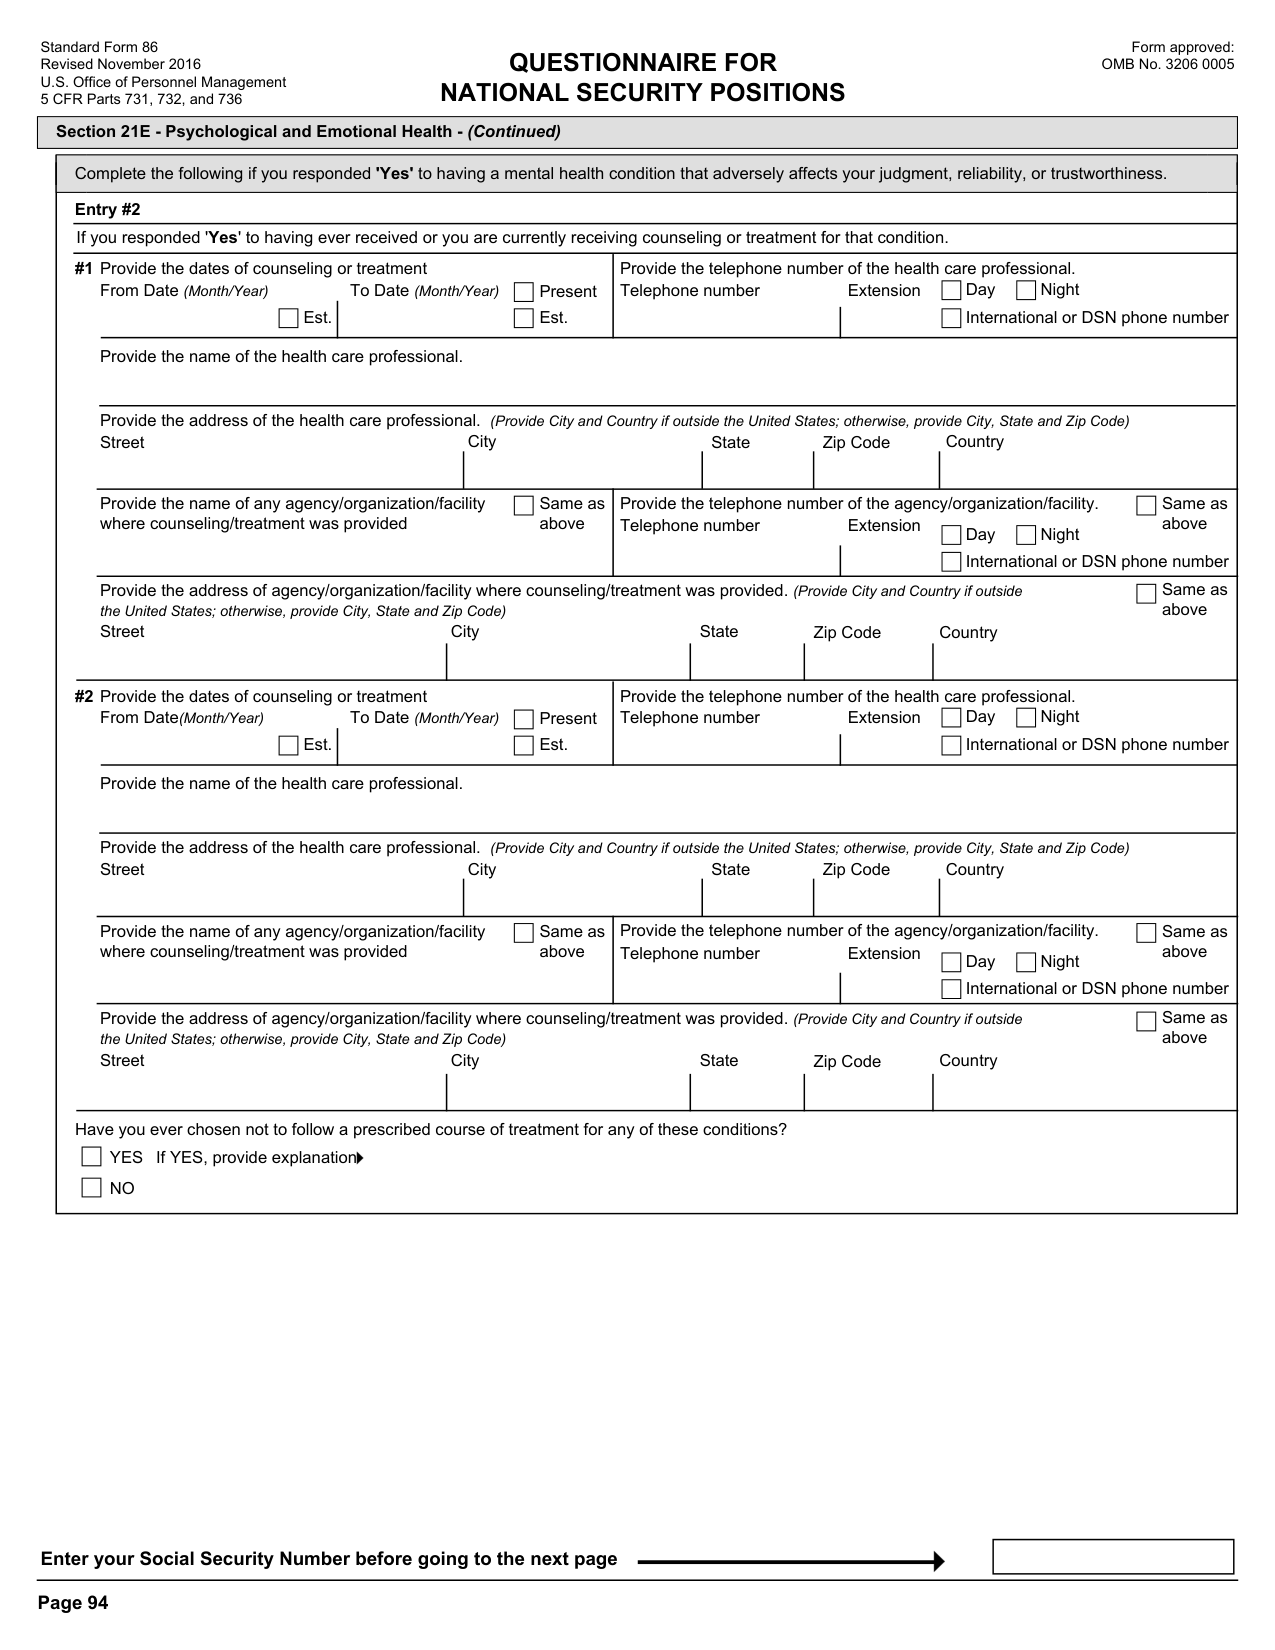 Standard Form 86
Revised November 2016
U.S. Office of Personnel Management
5 CFR Parts 731, 732, and 736
QUESTIONNAIRE FOR
NATIONAL SECURITY POSITIONS
Form approved:
OMB No. 3206 0005
Section 21E - Psychological and Emotional Health - (Continued)
Complete the following if you responded 'Yes' to having a mental health condition that adversely affects your judgment, reliability, or trustworthiness.
Entry #2
If you responded 'Yes' to having ever received or you are currently receiving counseling or treatment for that condition.
#1 Provide the dates of counseling or treatment
From Date (Month/Year) To Date (Month/Year) Present
Est. Est.
Provide the telephone number of the health care professional.
Telephone number Extension Day Night
International or DSN phone number
Provide the name of the health care professional.
Provide the address of the health care professional. (Provide City and Country if outside the United States; otherwise, provide City, State and Zip Code)
Street City State Zip Code Country
Provide the name of any agency/organization/facility Same as
where counseling/treatment was provided above
Provide the telephone number of the agency/organization/facility. Same as
above
Telephone number Extension Day Night
International or DSN phone number
Provide the address of agency/organization/facility where counseling/treatment was provided. (Provide City and Country if outside Same as
the United States; otherwise, provide City, State and Zip Code) above
Street City State Zip Code Country
#2 Provide the dates of counseling or treatment
From Date(Month/Year) To Date (Month/Year) Present
Est. Est.
Provide the telephone number of the health care professional.
Telephone number Extension Day Night
International or DSN phone number
Provide the name of the health care professional.
Provide the address of the health care professional. (Provide City and Country if outside the United States; otherwise, provide City, State and Zip Code)
Street City State Zip Code Country
Provide the name of any agency/organization/facility Same as
where counseling/treatment was provided above
Provide the telephone number of the agency/organization/facility. Same as
above
Telephone number Extension Day Night
International or DSN phone number
Provide the address of agency/organization/facility where counseling/treatment was provided. (Provide City and Country if outside Same as
the United States; otherwise, provide City, State and Zip Code) above
Street City State Zip Code Country
Have you ever chosen not to follow a prescribed course of treatment for any of these conditions?
YES If YES, provide explanation
NO
Enter your Social Security Number before going to the next page
Page 94